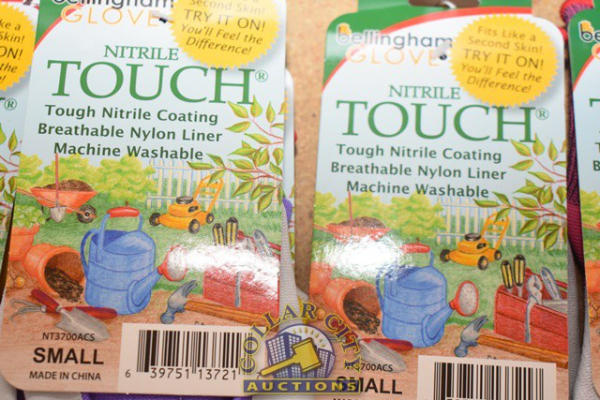 Second Skin!
TRY IT ON!
You'll Feel the
Difference!
GLOVE
NITRILE
TOUCH®
Tough Nitrile Coating
Breathable Nylon Liner
Machine Washable
NT3700ACS
SMALL
MADE IN CHINA
6 39751 13721
bellingham
GLOVE
Fits Like a
Second Skin!
TRY IT ON!
You'll Feel the
Difference!
NITRILE
TOUCH®
Tough Nitrile Coating
Breathable Nylon Liner
Machine Washable
SMALL
COLLAR CITY
AUCTIONS